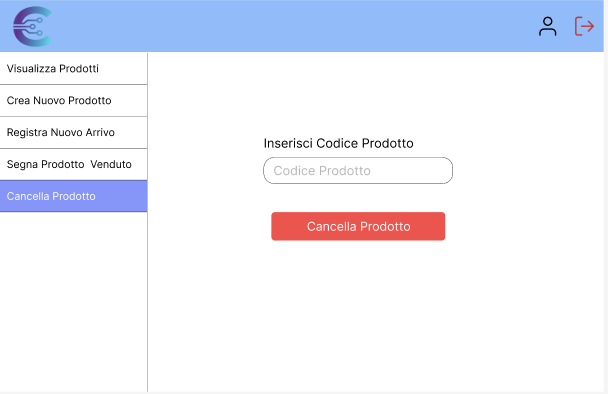 Visualizza Prodotti
Crea Nuovo Prodotto
Registra Nuovo Arrivo
Segna Prodotto Venduto
Cancella Prodotto
Inserisci Codice Prodotto
Codice Prodotto
Cancella Prodotto